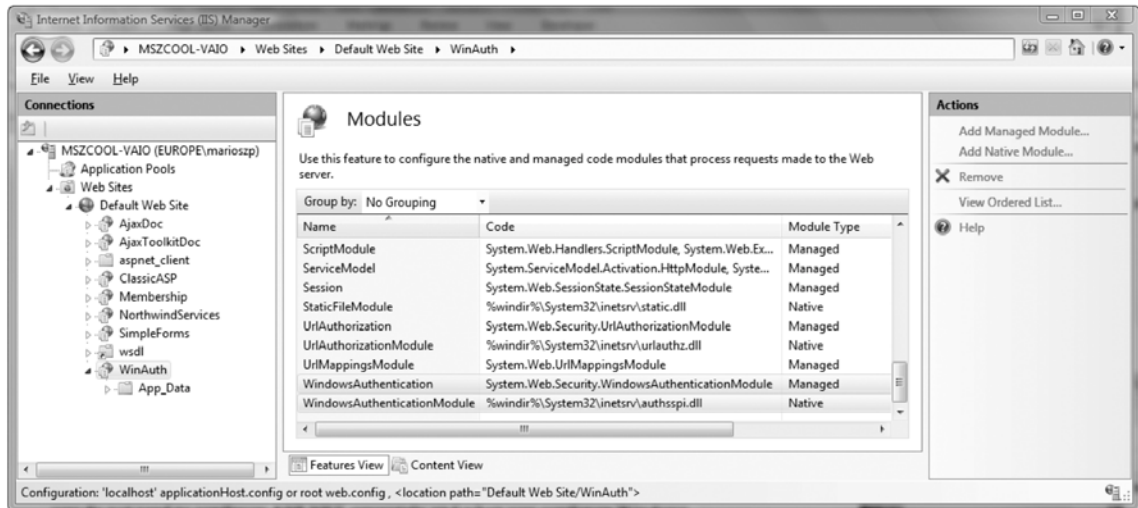 Internet Information Services (IIS) Manager
MSZCOOL-VAIO ▸ Web Sites ▸ Default Web Site ▸ WinAuth ▸
File View Help
Connections
MSZCOOL-VAIO (EUROPE\marioszp)
Application Pools
Web Sites
Default Web Site
AjaxDoc
AjaxToolkitDoc
aspnet_client
ClassicASP
Membership
NorthwindServices
SimpleForms
wsdl
WinAuth
App_Data
Modules
Use this feature to configure the native and managed code modules that process requests made to the Web
server.
Group by: No Grouping
Name Code Module Type
ScriptModule System.Web.Handlers.ScriptModule, System.Web.Ex... Managed
ServiceModel System.ServiceModel.Activation.HttpModule, Syste... Managed
Session System.Web.SessionState.SessionStateModule Managed
StaticFileModule %windir%\System32\inetsrv\static.dll Native
UrlAuthorization System.Web.Security.UrlAuthorizationModule Managed
UrlAuthorizationModule %windir%\System32\inetsrv\urlauthz.dll Native
UrlMappingsModule System.Web.UrlMappingsModule Managed
WindowsAuthentication System.Web.Security.WindowsAuthenticationModule Managed
WindowsAuthenticationModule %windir%\System32\inetsrv\authsspi.dll Native
Features View Content View
Actions
Add Managed Module...
Add Native Module...
Remove
View Ordered List...
Help
Configuration: 'localhost' applicationHost.config or root web.config , <location path="Default Web Site/WinAuth">